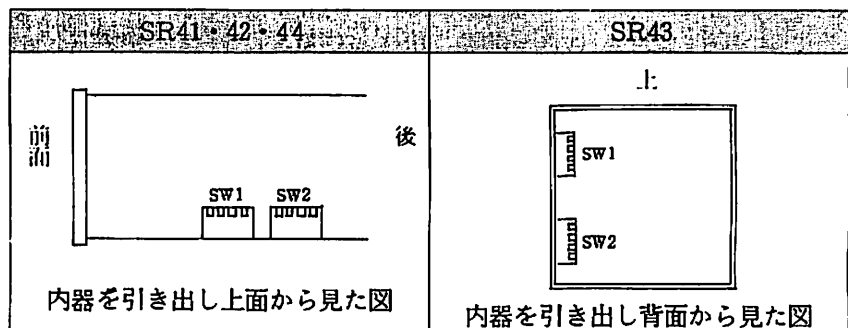 SR41・42・44
SR43
前面
後
SW1 SW2
内器を引き出し上面から見た図
上
SW1
SW2
内器を引き出し背面から見た図